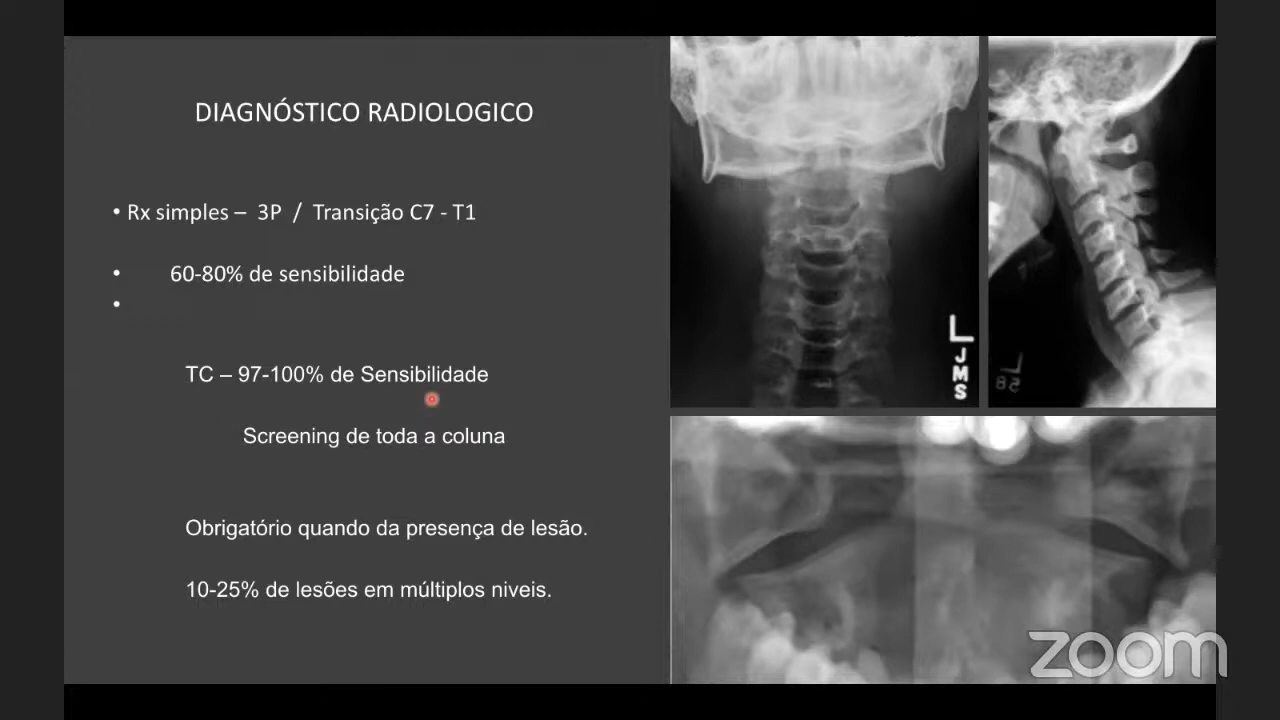 DIAGNÓSTICO RADIOLOGICO
• Rx simples – 3P / Transição C7 - T1
• 60-80% de sensibilidade
•
TC – 97-100% de Sensibilidade
Screening de toda a coluna
Obrigatório quando da presença de lesão.
10-25% de lesões em múltiplos niveis.
L
JMS
L
zoom